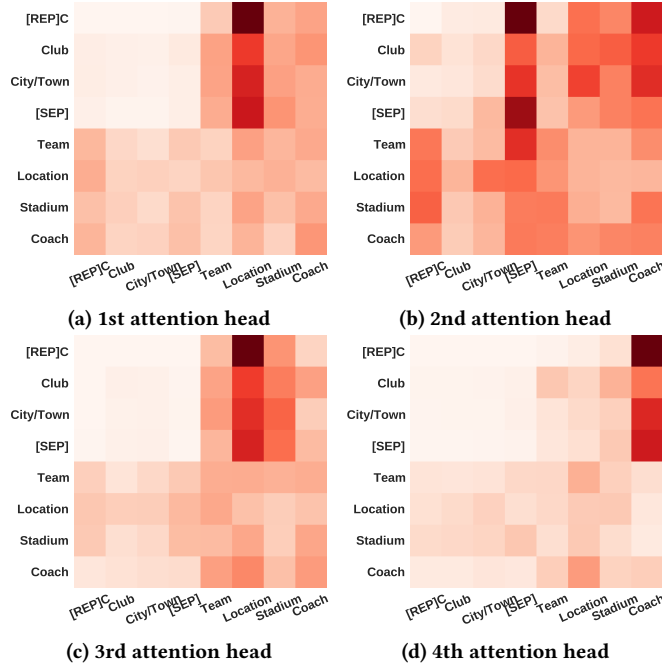 [REP]C
Club
City/Town
[SEP]
Team
Location
Stadium
Coach
[REP]C Club City/Town [SEP] Team Location Stadium Coach
(a) 1st attention head
[REP]C
Club
City/Town
[SEP]
Team
Location
Stadium
Coach
[REP]C Club City/Town [SEP] Team Location Stadium Coach
(b) 2nd attention head
[REP]C
Club
City/Town
[SEP]
Team
Location
Stadium
Coach
[REP]C Club City/Town [SEP] Team Location Stadium Coach
(c) 3rd attention head
[REP]C
Club
City/Town
[SEP]
Team
Location
Stadium
Coach
[REP]C Club City/Town [SEP] Team Location Stadium Coach
(d) 4th attention head